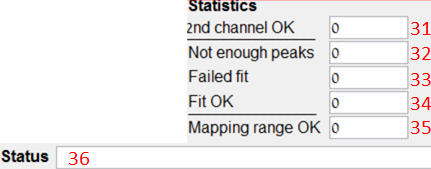 Statistics
2nd channel OK 0 31
Not enough peaks 0 32
Failed fit 0 33
Fit OK 0 34
Mapping range OK 0 35
Status 36